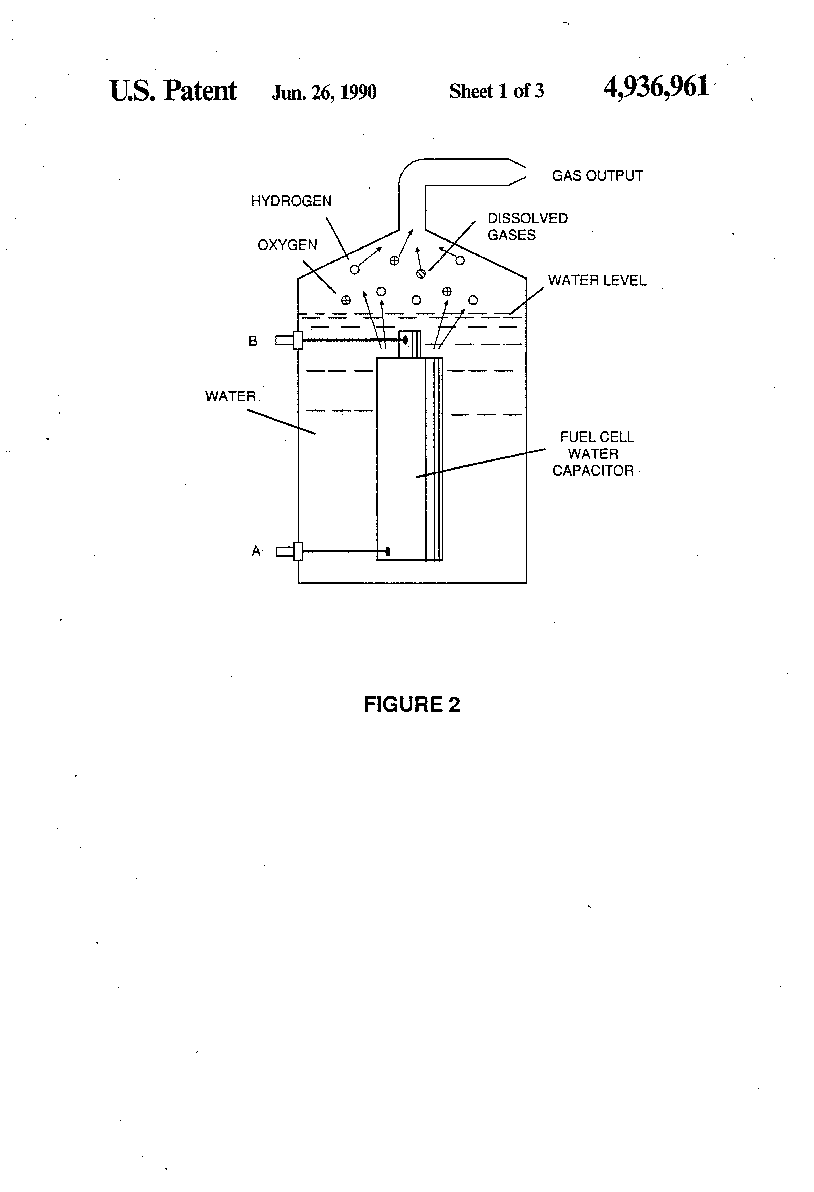 U.S. Patent Jun. 26, 1990 Sheet 1 of 3 4,936,961
GAS OUTPUT
HYDROGEN
DISSOLVED
GASES
OXYGEN
WATER LEVEL
B
WATER
FUEL CELL
WATER
CAPACITOR
A
FIGURE 2